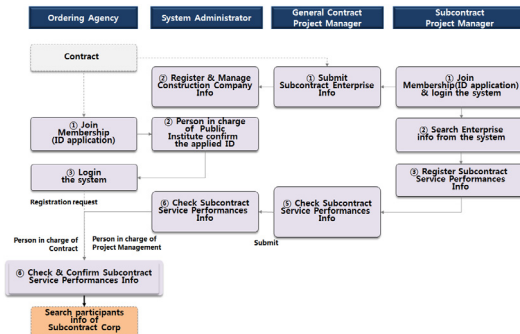 Ordering Agency
System Administrator
General Contract
Project Manager
Subcontract
Project Manager
Contract
② Register & Manage
Construction Company
Info
① Submit
Subcontract Enterprise
Info
① Join
Membership(ID application)
& login the system
① Join
Membership
(ID application)
② Person in charge
of Public
Institute confirm
the applied ID
② Search Enterprise
info from the system
③ Login
the system
③ Register Subcontract
Service Performances
Info
Registration request
⑥ Check Subcontract
Service Performances
Info
⑤ Check Subcontract
Service Performances
Info
Submit
Person in charge of
Contract
Person in charge of
Project Management
④ Check & Confirm Subcontract
Service Performances Info
Search participants
info of
Subcontract Corp